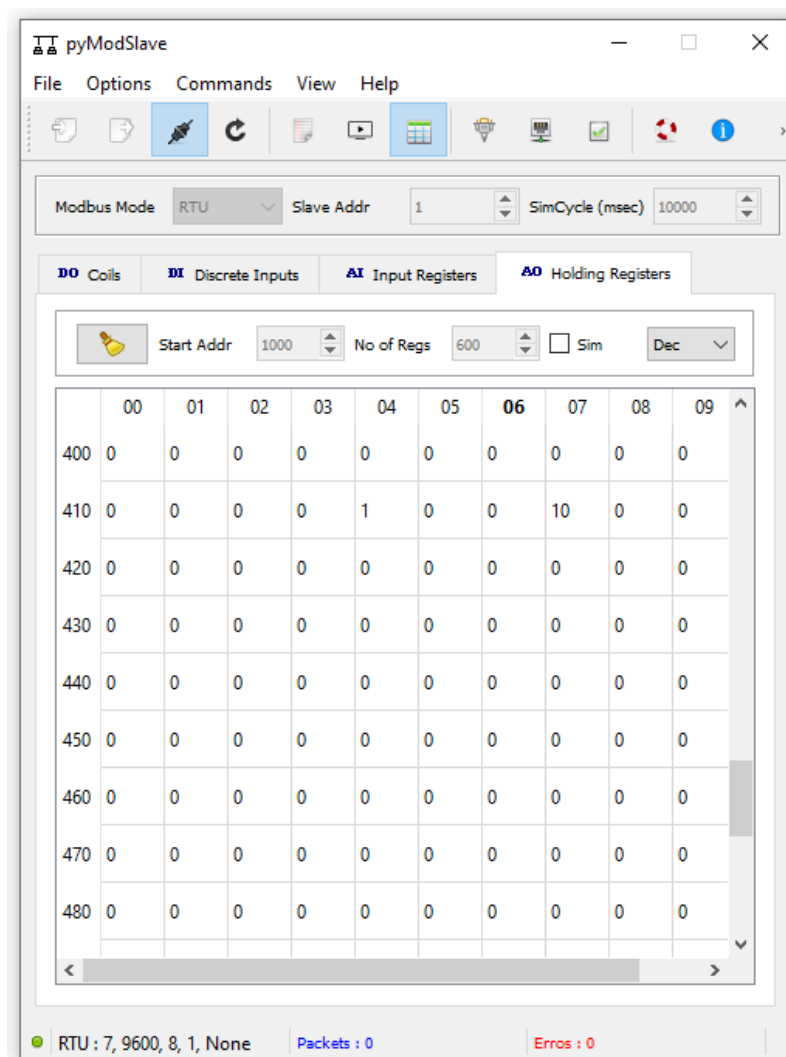 pyModSlave
File Options Commands View Help
Modbus Mode RTU Slave Addr 1 SimCycle (msec) 10000
DO Coils DI Discrete Inputs AI Input Registers AO Holding Registers
Start Addr 1000 No of Regs 600 Sim Dec
00 01 02 03 04 05 06 07 08 09
400 0 0 0 0 0 0 0 0 0 0
410 0 0 0 0 1 0 0 10 0 0
420 0 0 0 0 0 0 0 0 0 0
430 0 0 0 0 0 0 0 0 0 0
440 0 0 0 0 0 0 0 0 0 0
450 0 0 0 0 0 0 0 0 0 0
460 0 0 0 0 0 0 0 0 0 0
470 0 0 0 0 0 0 0 0 0 0
480 0 0 0 0 0 0 0 0 0 0
RTU : 7, 9600, 8, 1, None Packets : 0 Erros : 0